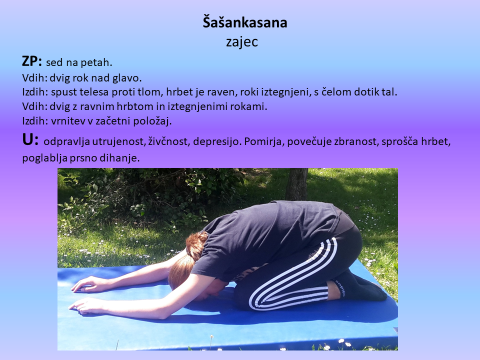 Šašankasana
zajec
ZP: sed na petah.
Vdih: dvig rok nad glavo.
Izdih: spust telesa proti tlom, hrbet je raven, roki iztegnjeni, s čelom dotik tal.
Vdih: dvig z ravnim hrbtom in iztegnjenimi rokami.
Izdih: vrnitev v začetni položaj.
U: odpravlja utrujenost, živčnost, depresijo. Pomirja, povečuje zbranost, sprošča hrbet,
poglablja prsno dihanje.